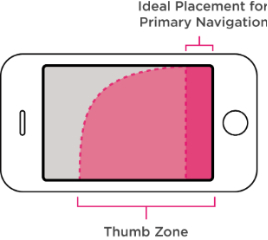 Ideal Placement for
Primary Navigation
Thumb Zone